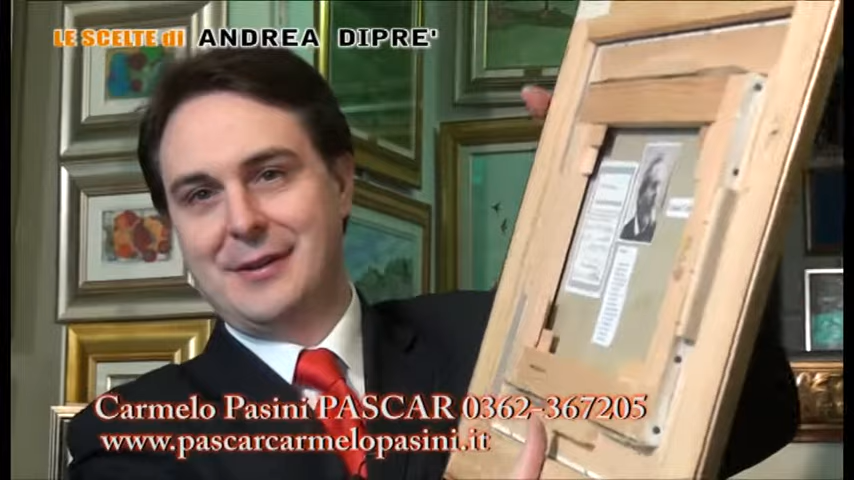 LE SCELTE di ANDREA DIPRE'
Carmelo Pasini PASCAR 0362-367205
www.pascarcarmelopasini.it